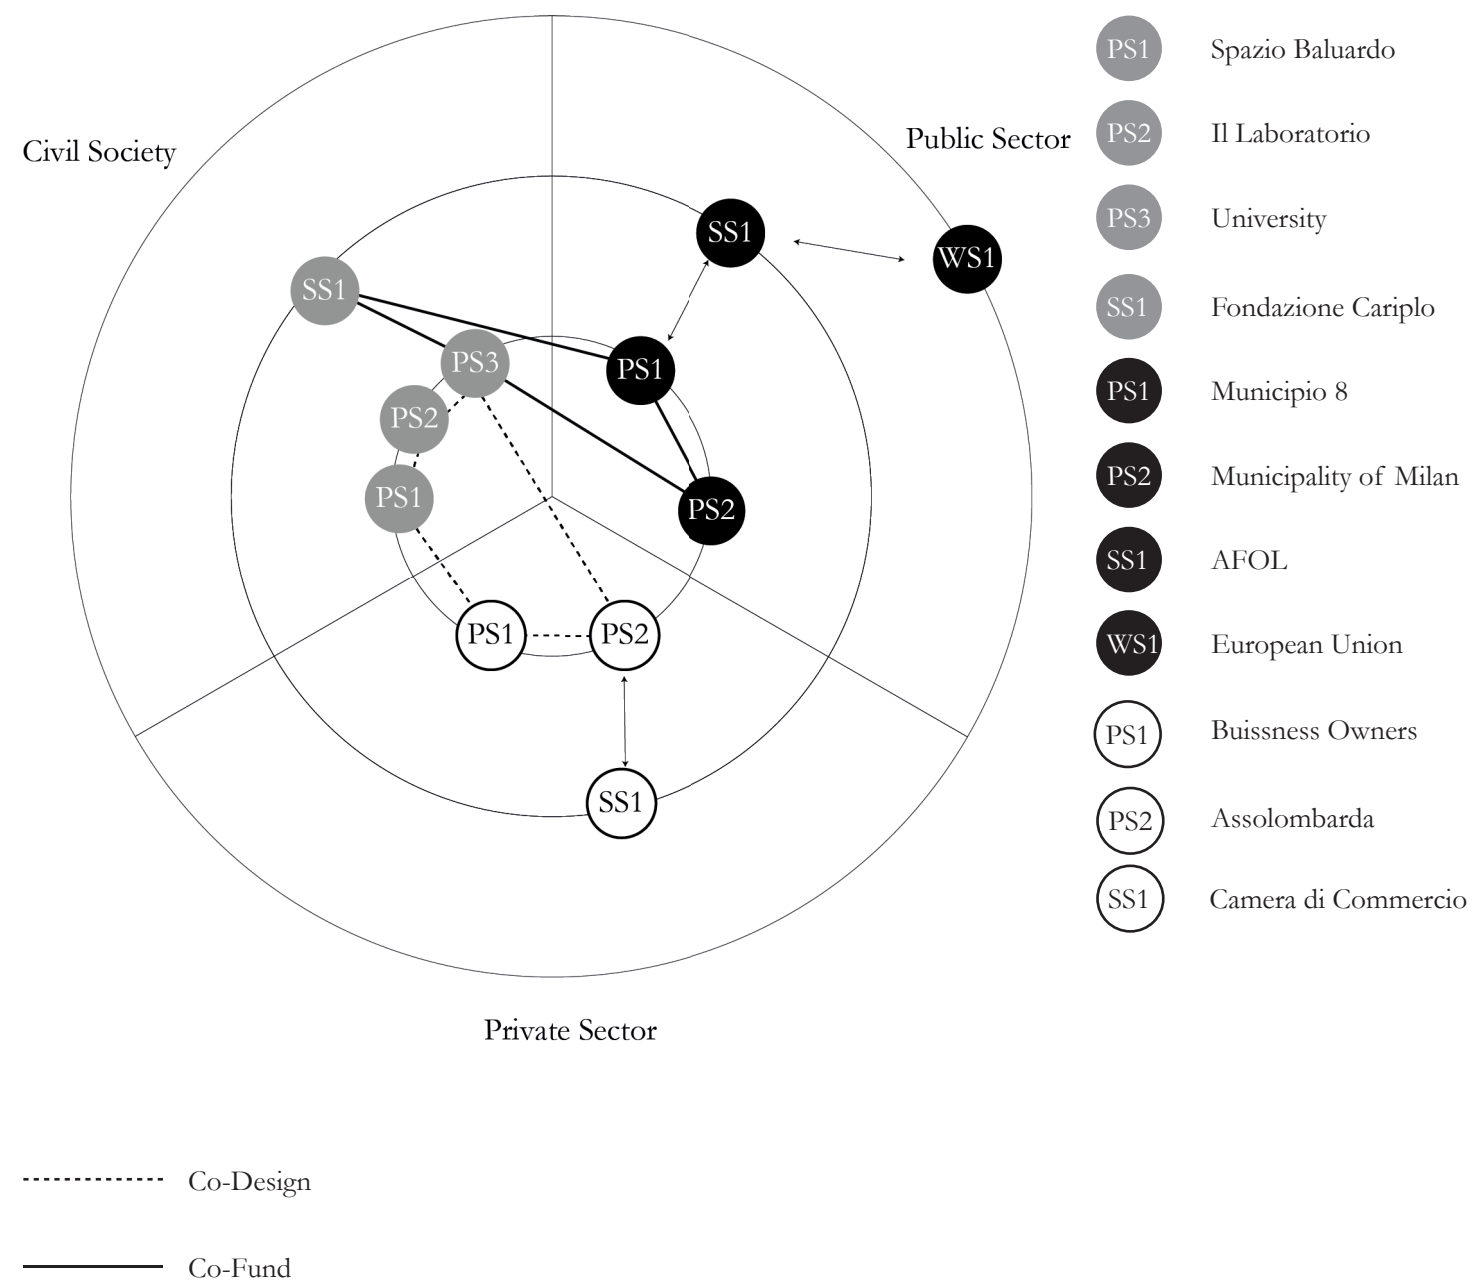 Civil Society
Public Sector
SS1
WS1
SS1
PS3
PS1
PS2
PS1
PS2
PS1
PS2
SS1
Private Sector
PS1 Spazio Baluardo
PS2 Il Laboratorio
PS3 University
SS1 Fondazione Cariplo
PS1 Municipio 8
PS2 Municipality of Milan
SS1 AFOL
WS1 European Union
PS1 Buissness Owners
PS2 Assolombarda
SS1 Camera di Commercio
Co-Design
Co-Fund